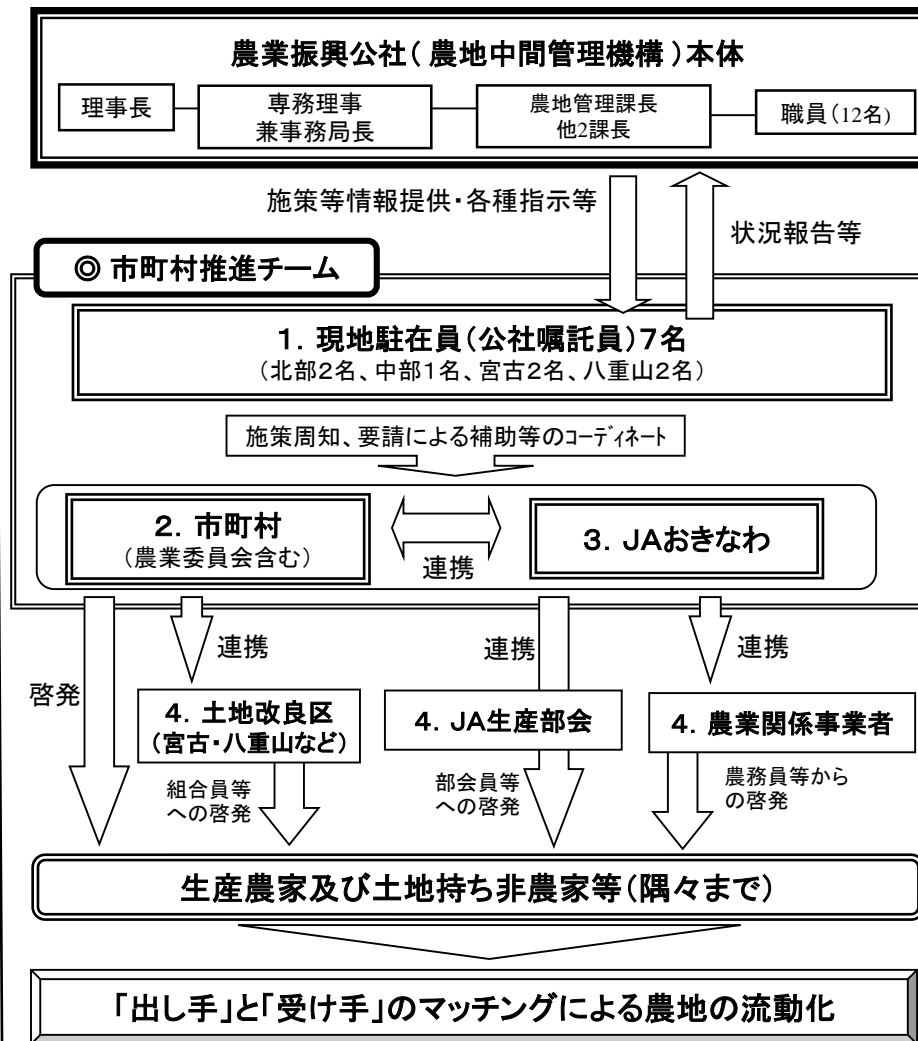 農業振興公社(農地中間管理機構)本体
理事長
専務理事
兼事務局長
農地管理課長
他2課長
職員(12名)
施策等情報提供・各種指示等
状況報告等
◎ 市町村推進チーム
1. 現地駐在員(公社嘱託員)7名
(北部2名、中部1名、宮古2名、八重山2名)
施策周知、要請による補助等のコーディネート
2. 市町村
(農業委員会含む)
連携
3. JAおきなわ
啓発
連携
連携
連携
4. 土地改良区
(宮古・八重山など)
4. JA生産部会
4. 農業関係事業者
組合員等
への啓発
部会員等
への啓発
農務員等から
の啓発
生産農家及び土地持ち非農家等(隅々まで)
「出し手」と「受け手」のマッチングによる農地の流動化